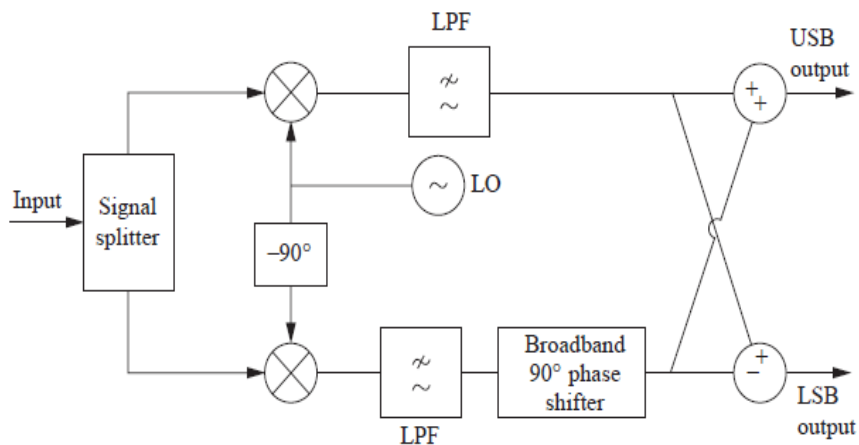 LPF
USB
output
Input
Signal
splitter
LO
–90°
Broadband
90° phase
shifter
LPF
LSB
output
~
~
~
~
~
+
+
+
–